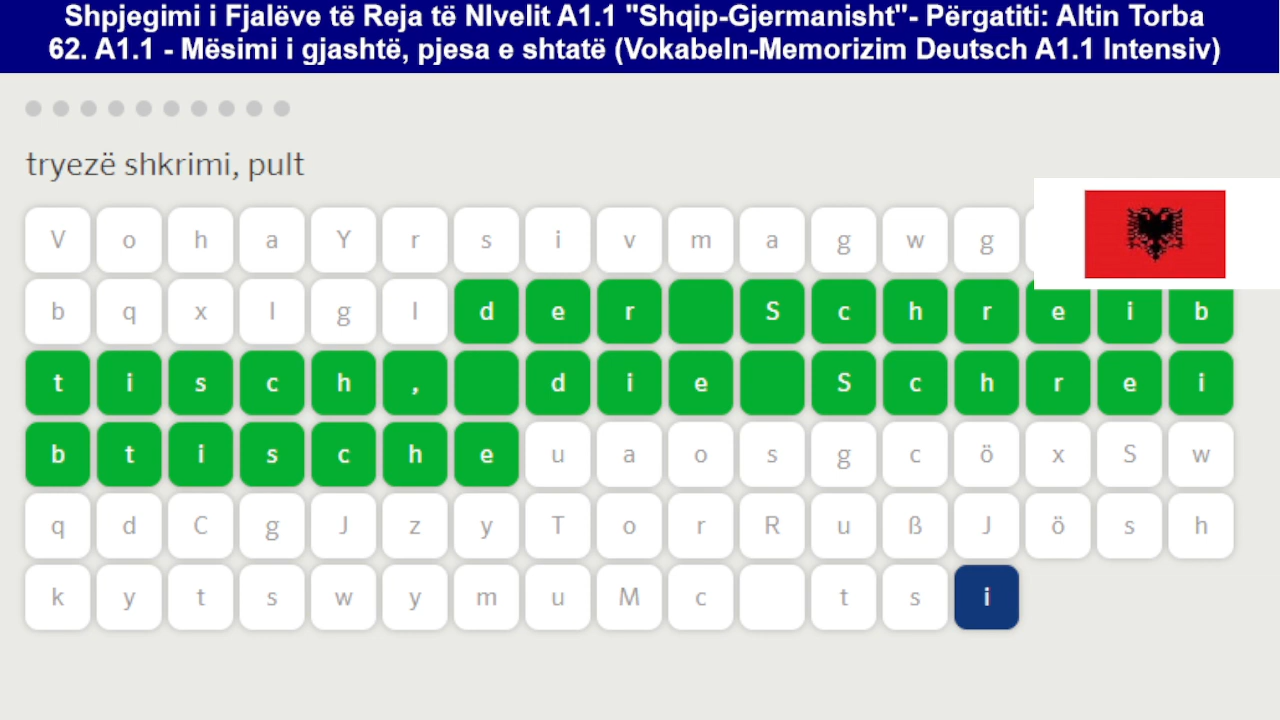 Shpjegimi i Fjalëve të Reja të NIvelit A1.1 "Shqip-Gjermanisht"- Përgatiti: Altin Torba
62. A1.1 - Mësimi i gjashtë, pjesa e shtatë (Vokabeln-Memorizim Deutsch A1.1 Intensiv)
tryezë shkrimi, pult
V o h a Y r s i v m a g w g
b q x l g l d e r S c h r e i b
t i s c h , d i e S c h r e i
b t i s c h e u a o s g c ö x S w
q d C g J z y T o r R u ß J ö s h
k y t s w y m u M c t s i